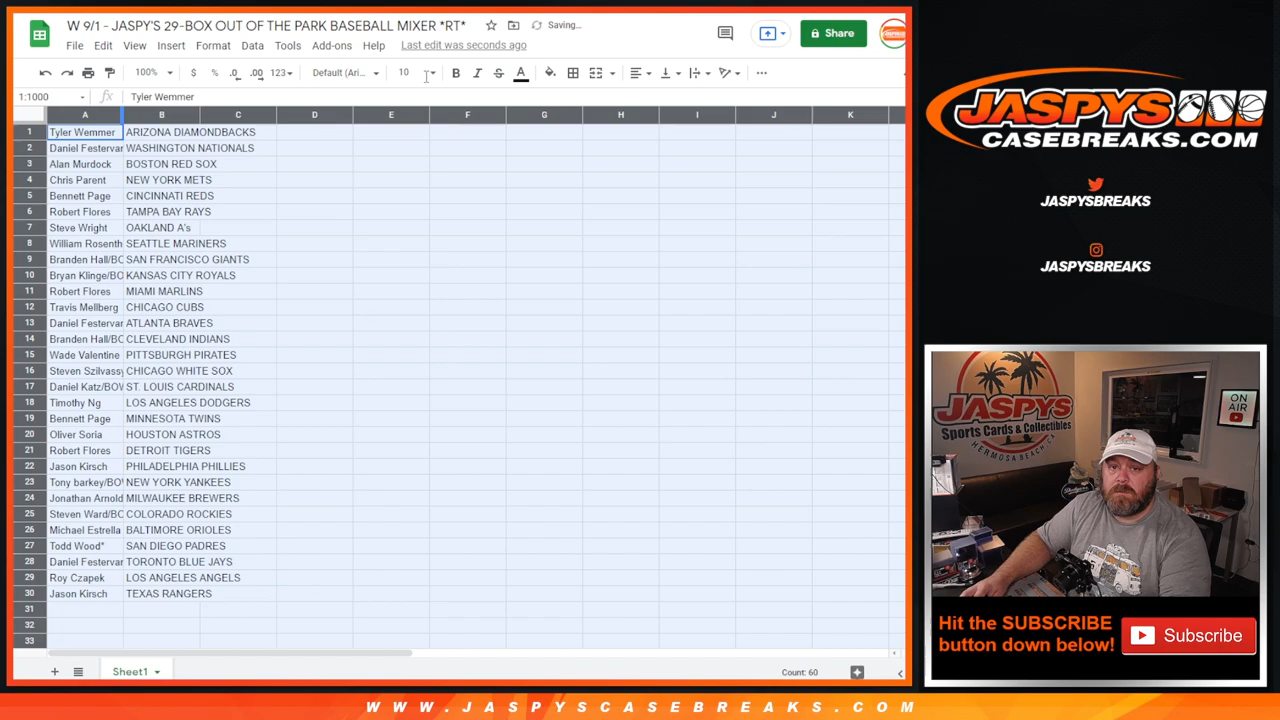 W 9/1 - JASPY'S 29-BOX OUT OF THE PARK BASEBALL MIXER *RT*
Saving...
File Edit View Insert Format Data Tools Add-ons Help Last edit was seconds ago
Share
100% $ % .0 .00 123 Default (Ari... 10 B I S A
1:1000 fx Tyler Wemmer
A B C D E F G H I J K
1 Tyler Wemmer ARIZONA DIAMONDBACKS
2 Daniel Festervan WASHINGTON NATIONALS
3 Alan Murdock BOSTON RED SOX
4 Chris Parent NEW YORK METS
5 Bennett Page CINCINNATI REDS
6 Robert Flores TAMPA BAY RAYS
7 Steve Wright OAKLAND A's
8 William Rosenth SEATTLE MARINERS
9 Branden Hall/BO SAN FRANCISCO GIANTS
10 Bryan Klinge/BO KANSAS CITY ROYALS
11 Robert Flores MIAMI MARLINS
12 Travis Mellberg CHICAGO CUBS
13 Daniel Festervan ATLANTA BRAVES
14 Branden Hall/BO CLEVELAND INDIANS
15 Wade Valentine PITTSBURGH PIRATES
16 Steven Szilvassy CHICAGO WHITE SOX
17 Daniel Katz/BOW ST. LOUIS CARDINALS
18 Timothy Ng LOS ANGELES DODGERS
19 Bennett Page MINNESOTA TWINS
20 Oliver Soria HOUSTON ASTROS
21 Robert Flores DETROIT TIGERS
22 Jason Kirsch PHILADELPHIA PHILLIES
23 Tony barkey/BOW NEW YORK YANKEES
24 Jonathan Arnold MILWAUKEE BREWERS
25 Steven Ward/BO COLORADO ROCKIES
26 Michael Estrella BALTIMORE ORIOLES
27 Todd Wood* SAN DIEGO PADRES
28 Daniel Festervan TORONTO BLUE JAYS
29 Roy Czapek LOS ANGELES ANGELS
30 Jason Kirsch TEXAS RANGERS
31
32
33
Sheet1
Count: 60
JASPYS
CASEBREAKS.COM
JASPYSBREAKS
JASPYSBREAKS
JASPYS
Sports Cards & Collectibles
HERMOSA BEACH, CA
ON AIR
Hit the SUBSCRIBE
button down below!
Subscribe
WWW.JASPYSCASEBREAKS.COM